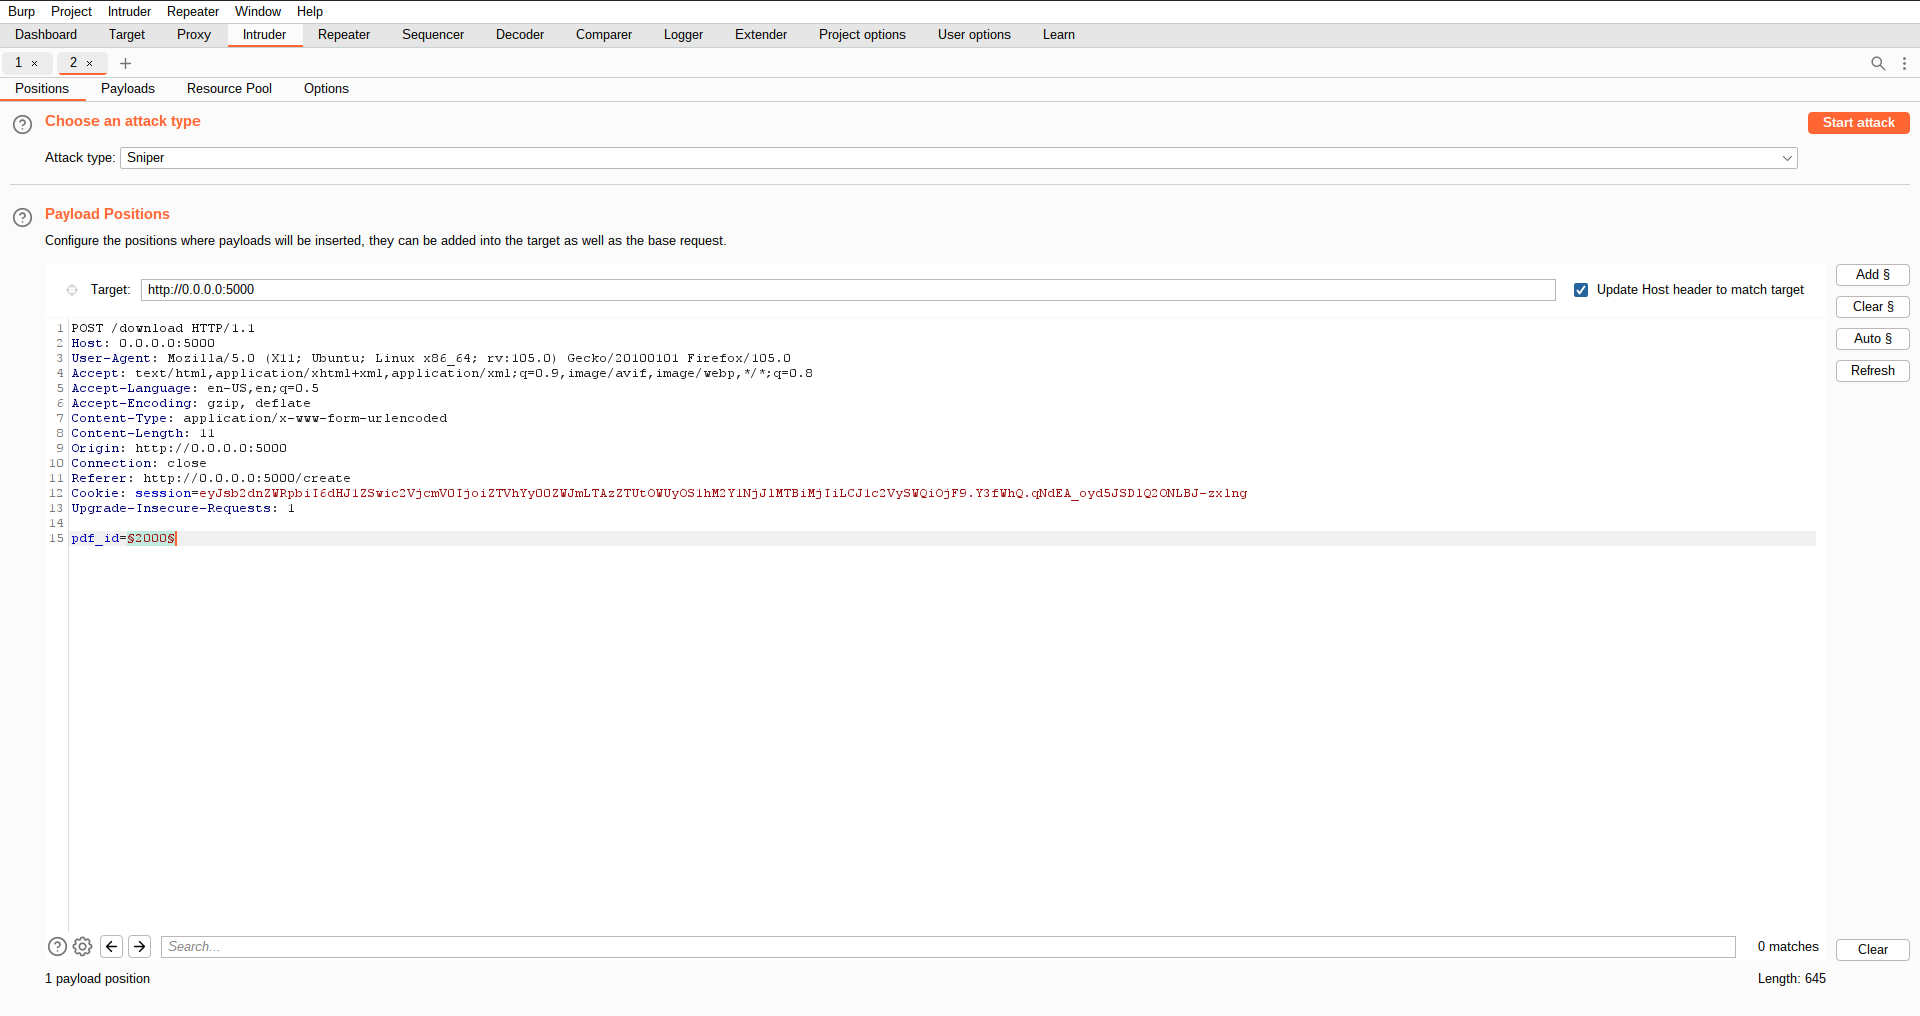 Burp Project Intruder Repeater Window Help
Dashboard Target Proxy Intruder Repeater Sequencer Decoder Comparer Logger Extender Project options User options Learn
1 × 2 × +
Positions Payloads Resource Pool Options
Choose an attack type
Start attack
Attack type: Sniper
Payload Positions
Configure the positions where payloads will be inserted, they can be added into the target as well as the base request.
Add §
Target: http://0.0.0.0:5000
Update Host header to match target
Clear §
Auto §
Refresh
1 POST /download HTTP/1.1
2 Host: 0.0.0.0:5000
3 User-Agent: Mozilla/5.0 (X11; Ubuntu; Linux x86_64; rv:105.0) Gecko/20100101 Firefox/105.0
4 Accept: text/html,application/xhtml+xml,application/xml;q=0.9,image/avif,image/webp,*/*;q=0.8
5 Accept-Language: en-US,en;q=0.5
6 Accept-Encoding: gzip, deflate
7 Content-Type: application/x-www-form-urlencoded
8 Content-Length: 11
9 Origin: http://0.0.0.0:5000
10 Connection: close
11 Referer: http://0.0.0.0:5000/create
12 Cookie: session=
13 Upgrade-Insecure-Requests: 1
14
15 pdf_id=§2000§
Search...
0 matches
Clear
1 payload position
Length: 645